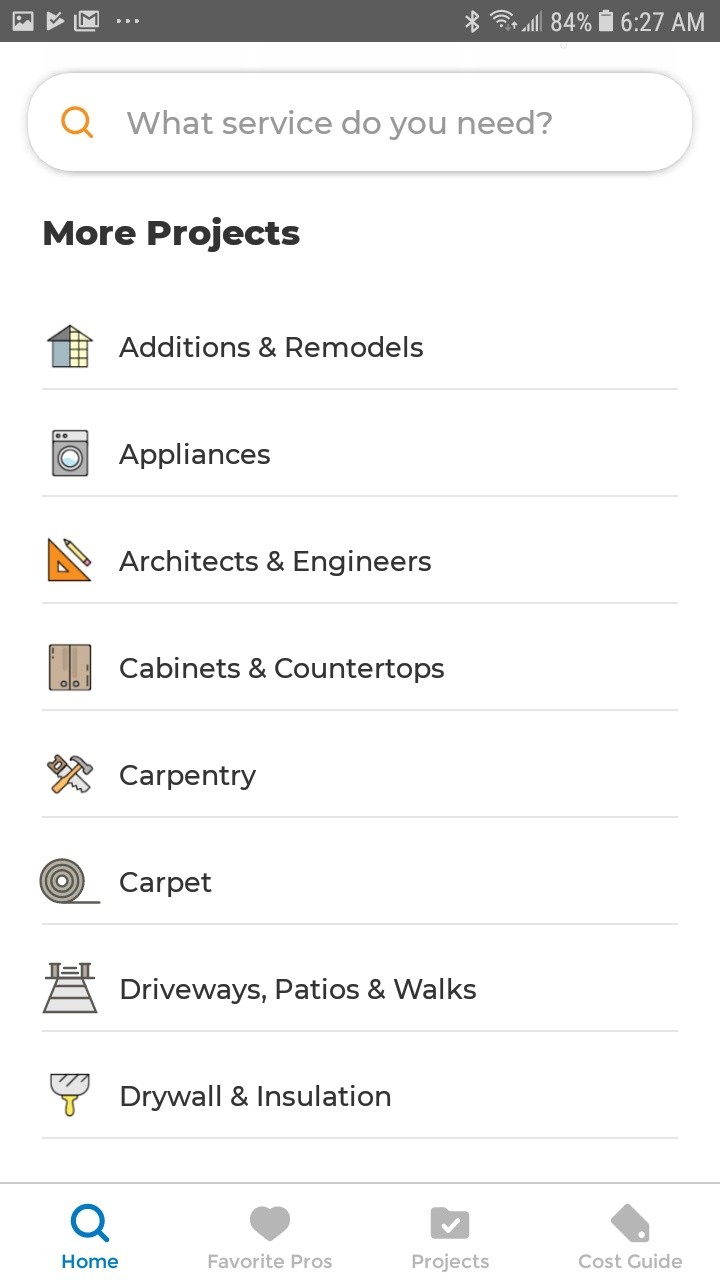 84% 6:27 AM
What service do you need?
More Projects
Additions & Remodels
Appliances
Architects & Engineers
Cabinets & Countertops
Carpentry
Carpet
Driveways, Patios & Walks
Drywall & Insulation
Home Favorite Pros Projects Cost Guide